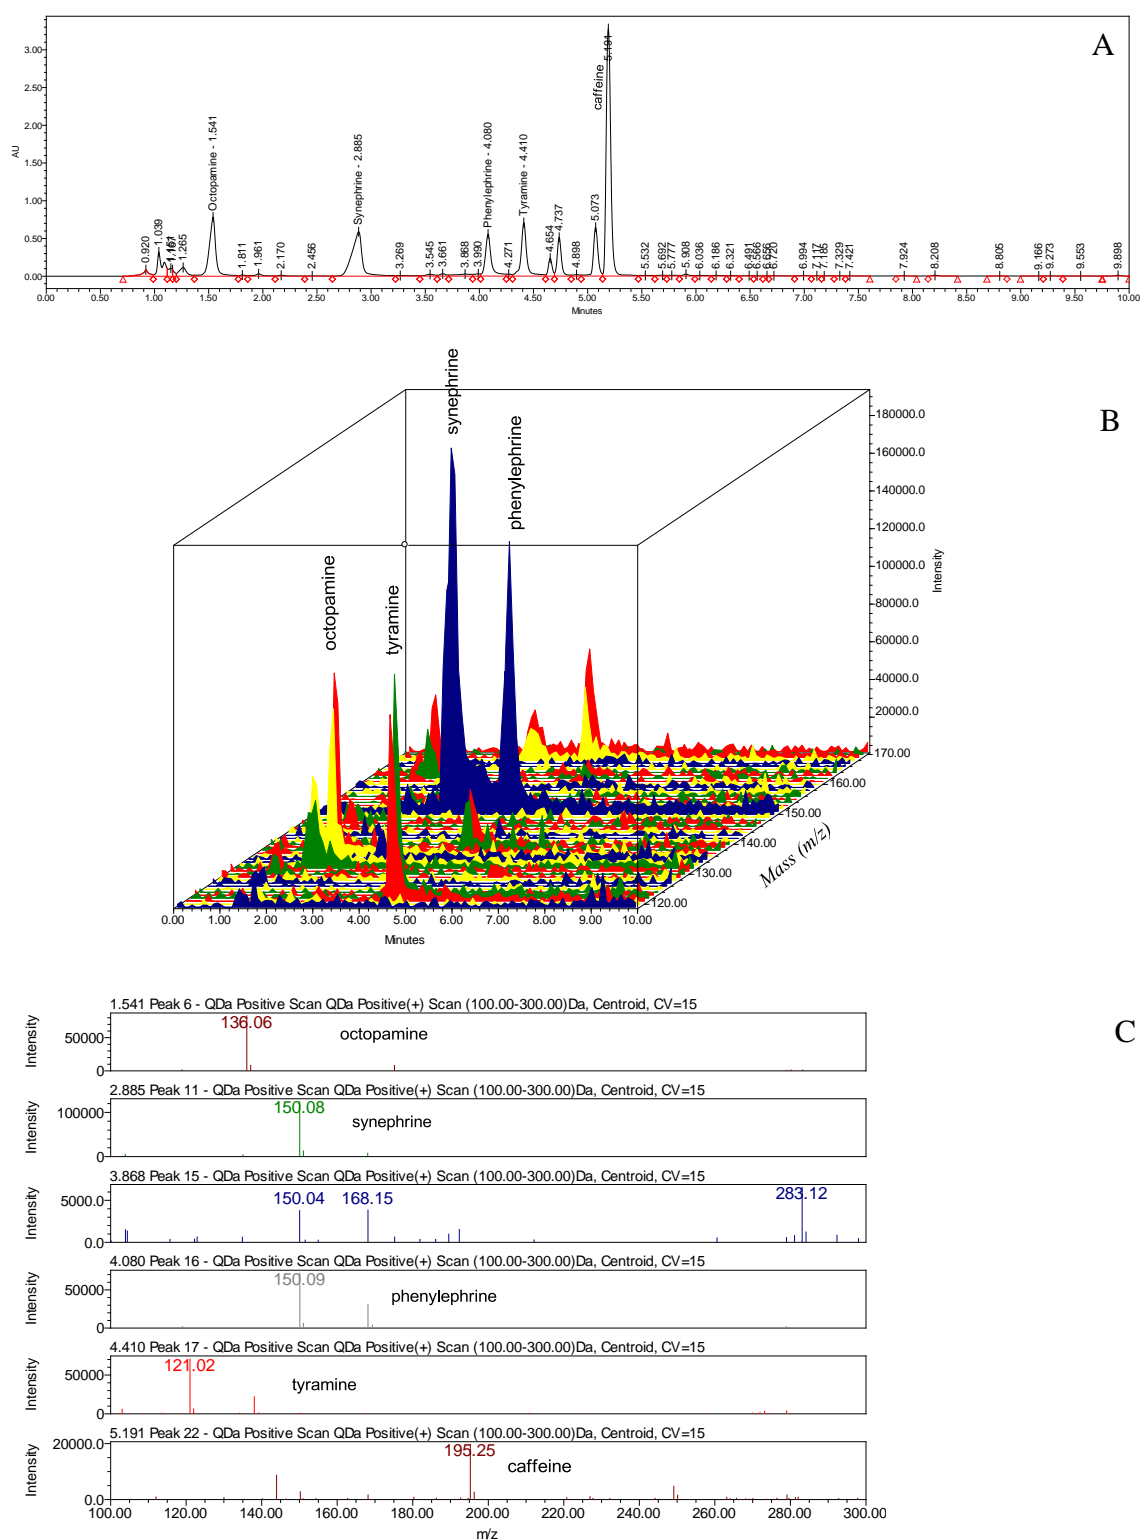 A
AU
3.00
2.50
2.00
1.50
1.00
0.50
0.00
0.920
1.039
1.151
1.167
1.265
Octopamine - 1.541
1.811
1.961
2.170
2.456
Synephrine - 2.885
3.269
3.545
3.661
3.868
3.990
Phenylephrine - 4.080
4.271
Tyramine - 4.410
4.654
4.737
4.898
5.073
caffeine
5.191
5.532
5.692
5.777
5.908
6.036
6.186
6.321
6.491
6.566
6.656
6.720
6.994
7.117
7.185
7.329
7.421
7.924
8.208
8.805
9.166
9.273
9.553
9.898
0.00 0.50 1.00 1.50 2.00 2.50 3.00 3.50 4.00 4.50 5.00 5.50 6.00 6.50 7.00 7.50 8.00 8.50 9.00 9.50 10.00
Minutes
B
synephrine
phenylephrine
octopamine
tyramine
180000.0
160000.0
140000.0
120000.0
100000.0
80000.0
60000.0
40000.0
20000.0
Intensity
170.00
160.00
150.00
140.00
130.00
120.00
Mass (m/z)
0.00 1.00 2.00 3.00 4.00 5.00 6.00 7.00 8.00 9.00 10.00
Minutes
C
1.541 Peak 6 - QDa Positive Scan QDa Positive(+) Scan (100.00-300.00)Da, Centroid, CV=15
Intensity
50000
0
136.06
octopamine
2.885 Peak 11 - QDa Positive Scan QDa Positive(+) Scan (100.00-300.00)Da, Centroid, CV=15
Intensity
100000
0
150.08
synephrine
3.868 Peak 15 - QDa Positive Scan QDa Positive(+) Scan (100.00-300.00)Da, Centroid, CV=15
Intensity
5000.0
0.0
150.04 168.15 283.12
4.080 Peak 16 - QDa Positive Scan QDa Positive(+) Scan (100.00-300.00)Da, Centroid, CV=15
Intensity
50000
0
150.09
phenylephrine
4.410 Peak 17 - QDa Positive Scan QDa Positive(+) Scan (100.00-300.00)Da, Centroid, CV=15
Intensity
50000
0
121.02
tyramine
5.191 Peak 22 - QDa Positive Scan QDa Positive(+) Scan (100.00-300.00)Da, Centroid, CV=15
Intensity
20000.0
0.0
195.25
caffeine
100.00 120.00 140.00 160.00 180.00 200.00 220.00 240.00 260.00 280.00 300.00
m/z